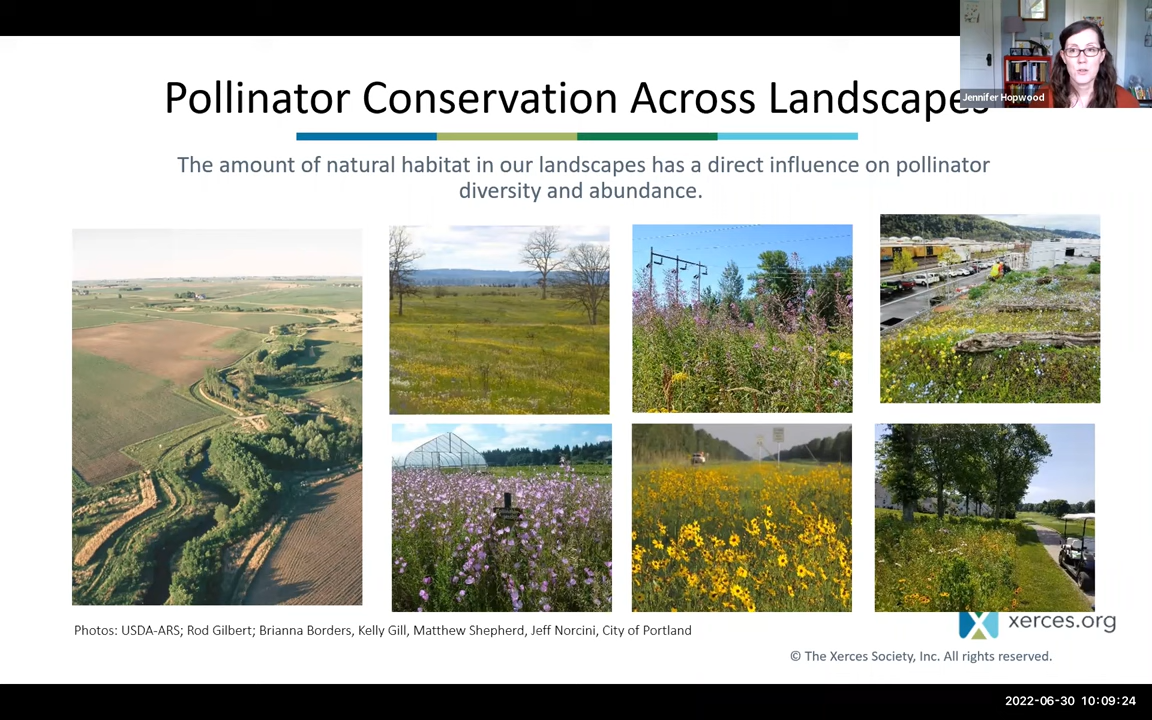 Pollinator Conservation Across Landscapes
Jennifer Hopwood
The amount of natural habitat in our landscapes has a direct influence on pollinator
diversity and abundance.
Photos: USDA-ARS; Rod Gilbert; Brianna Borders, Kelly Gill, Matthew Shepherd, Jeff Norcini, City of Portland
xerces.org
© The Xerces Society, Inc. All rights reserved.
2022-06-30 10:09:24